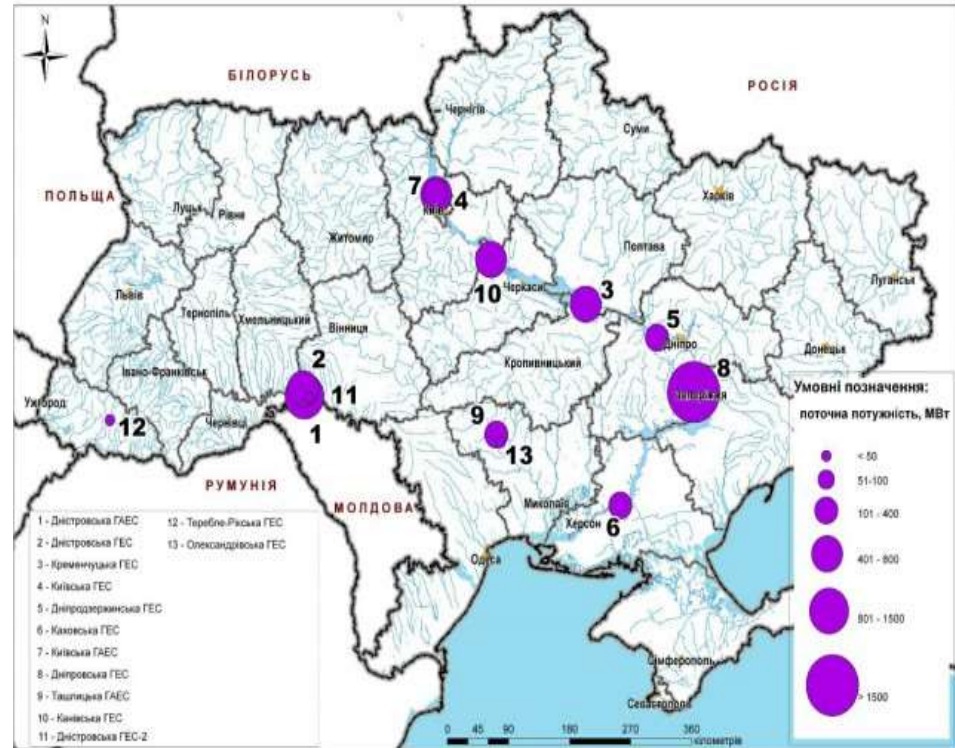 N
БІЛОРУСЬ
РОСІЯ
ПОЛЬЩА
Чернігів
Суми
Луцьк
Рівне
7
Київ
4
Житомир
Харків
Полтава
Львів
10
Черкаси
3
Луганськ
Тернопіль
Хмельницький
Вінниця
5
Дніпро
Донецьк
Кропивницький
Івано-Франківськ
2
8
Запоріжжя
Ужгород
12
Чернівці
11
1
9
13
РУМУНІЯ
МОЛДОВА
Миколаїв
Херсон
6
Одеса
Сімферополь
Севастополь
Умовні позначення:
поточна потужність, МВт
< 50
51-100
101 - 400
401 - 800
801 - 1500
> 1500
1 - Дністровська ГАЕС
2 - Дністровська ГЕС
3 - Кременчуцька ГЕС
4 - Київська ГЕС
5 - Дніпродзержинська ГЕС
6 - Каховська ГЕС
7 - Київська ГАЕС
8 - Дніпровська ГЕС
9 - Ташлицька ГАЕС
10 - Канівська ГЕС
11 - Дністровська ГЕС-2
12 - Теребле-Рікська ГЕС
13 - Олександрівська ГЕС
0 45 90 180 270 360
кілометрів